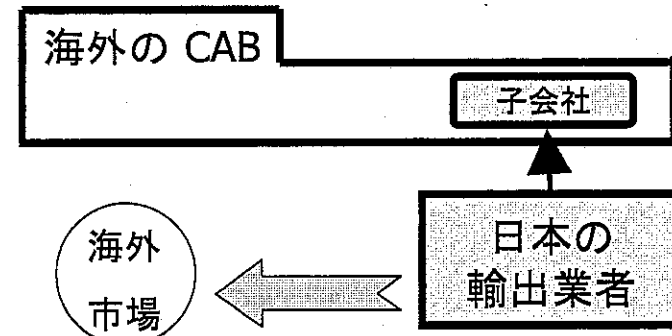 海外の CAB
子会社
海外
市場
日本の
輸出業者